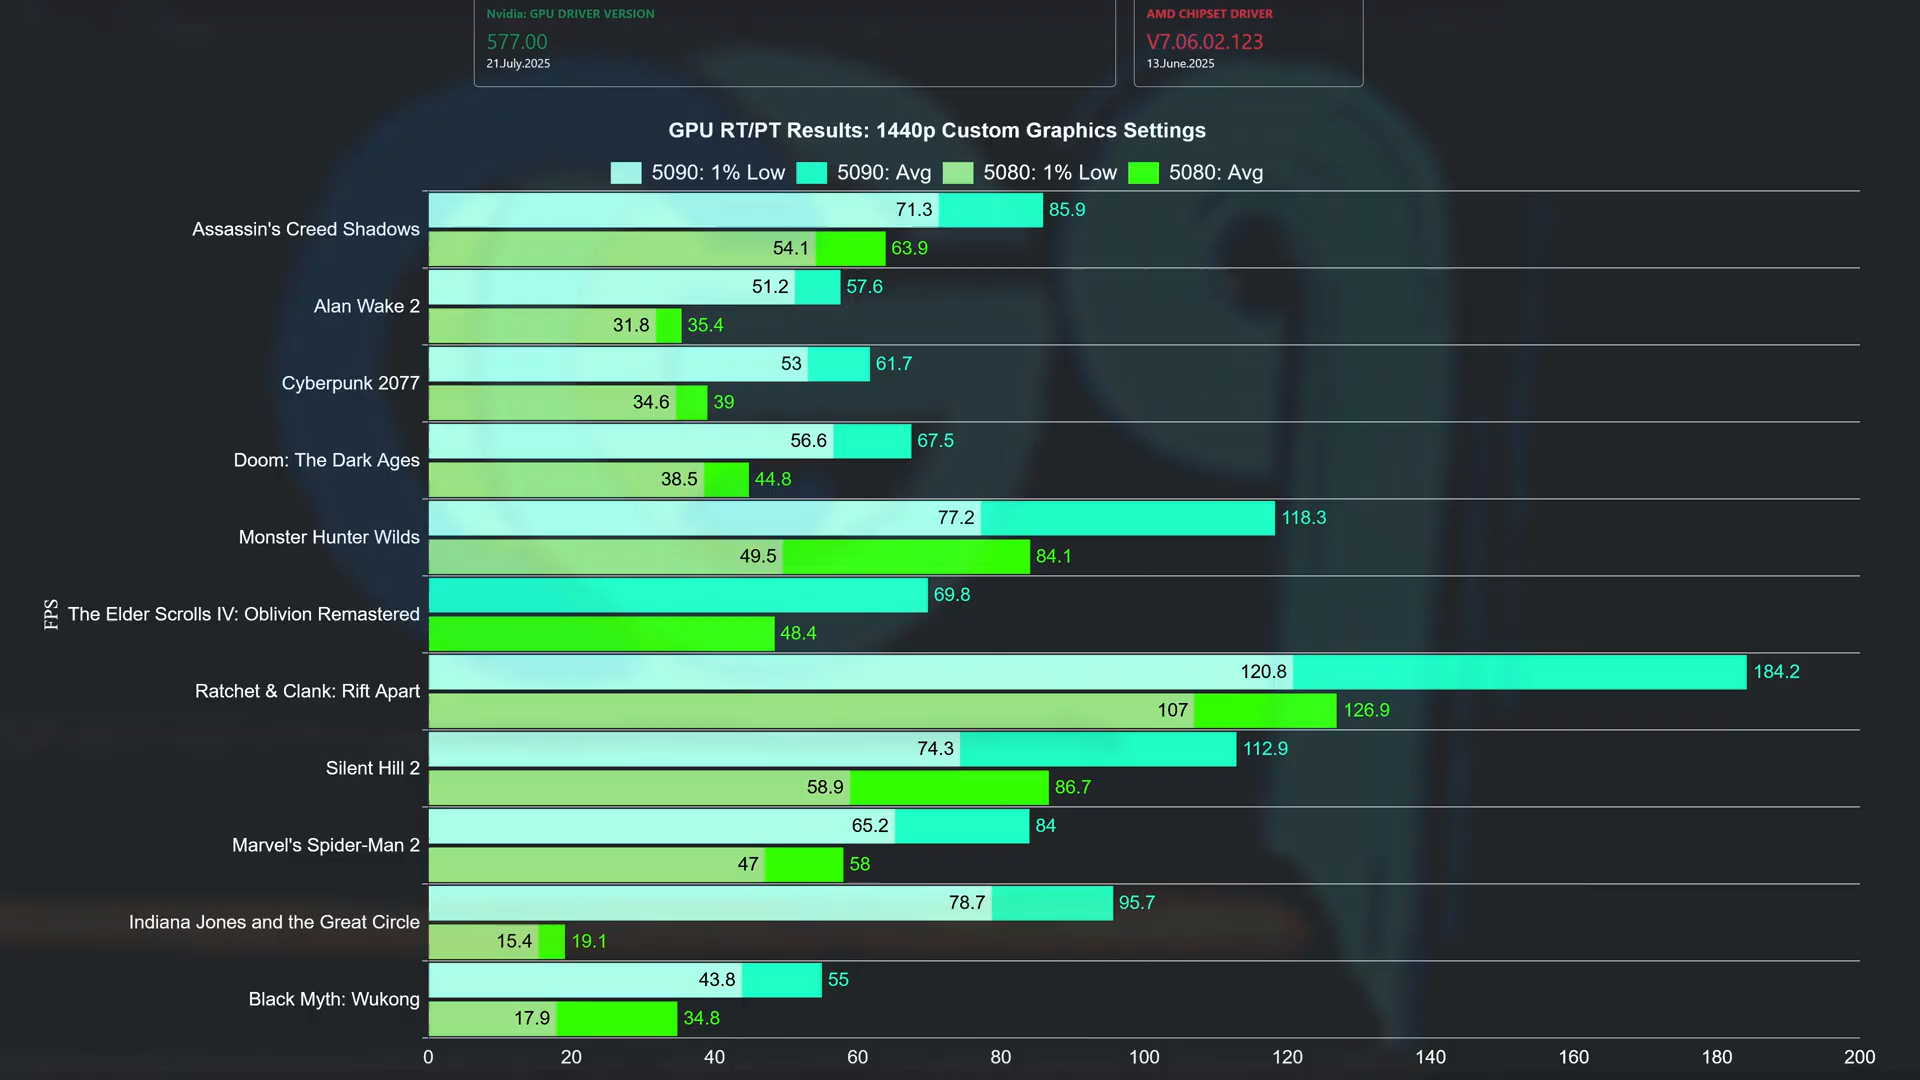 Nvidia: GPU DRIVER VERSION
577.00
21.July.2025
AMD CHIPSET DRIVER
V7.06.02.123
13.June.2025
GPU RT/PT Results: 1440p Custom Graphics Settings
5090: 1% Low 5090: Avg 5080: 1% Low 5080: Avg
FPS
Assassin's Creed Shadows
71.3 85.9
54.1 63.9
Alan Wake 2
51.2 57.6
31.8 35.4
Cyberpunk 2077
53 61.7
34.6 39
Doom: The Dark Ages
56.6 67.5
38.5 44.8
Monster Hunter Wilds
77.2 118.3
49.5 84.1
The Elder Scrolls IV: Oblivion Remastered
69.8
48.4
Ratchet & Clank: Rift Apart
120.8 184.2
107 126.9
Silent Hill 2
74.3 112.9
58.9 86.7
Marvel's Spider-Man 2
65.2 84
47 58
Indiana Jones and the Great Circle
78.7 95.7
15.4 19.1
Black Myth: Wukong
43.8 55
17.9 34.8
0 20 40 60 80 100 120 140 160 180 200